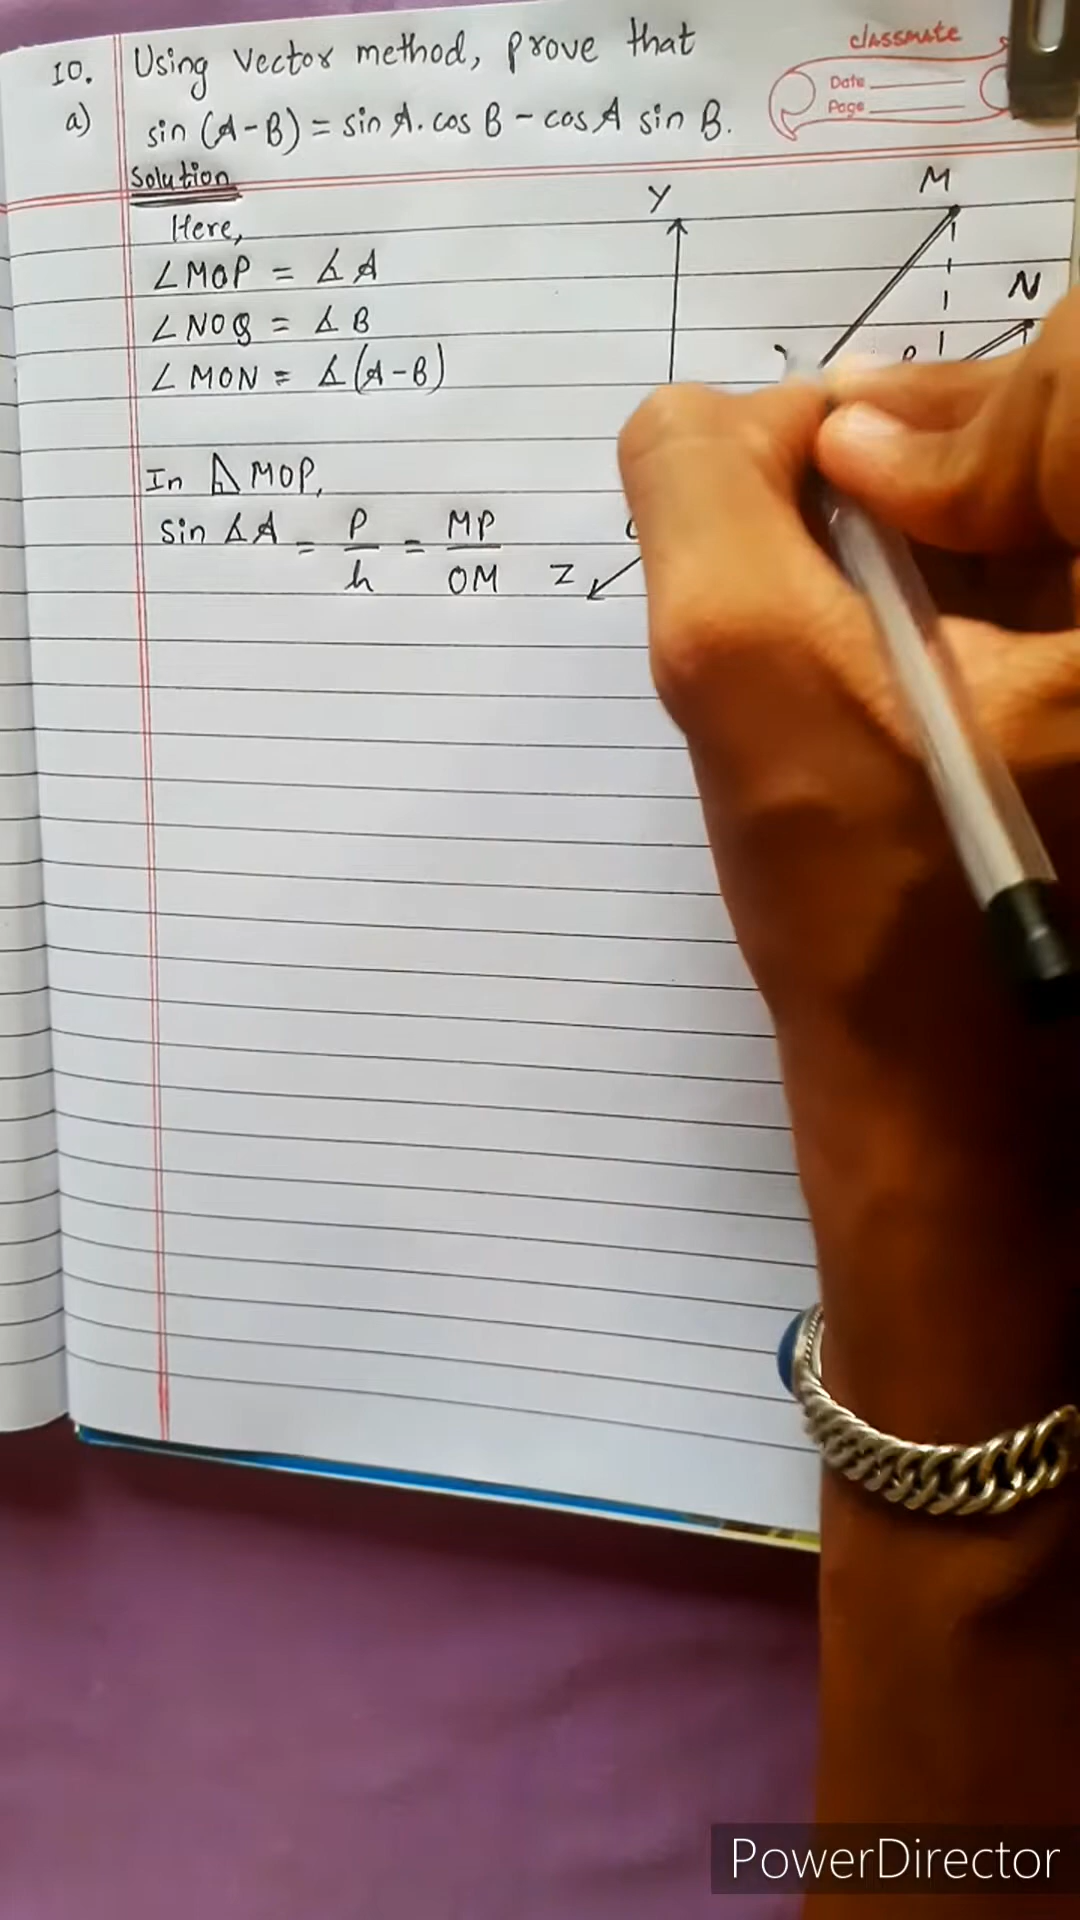 classmate
Date
Page
10. Using vector method, prove that
a) sin (A-B) = sin A. cos B - cos A sin B.
Solution
Here,
∠MOP = ∡A
∠NOQ = ∡B
∠MON = ∡(A-B)
Y
M
N
In ⊿MOP,
sin ∡A = P/h = MP/OM
Z
PowerDirector